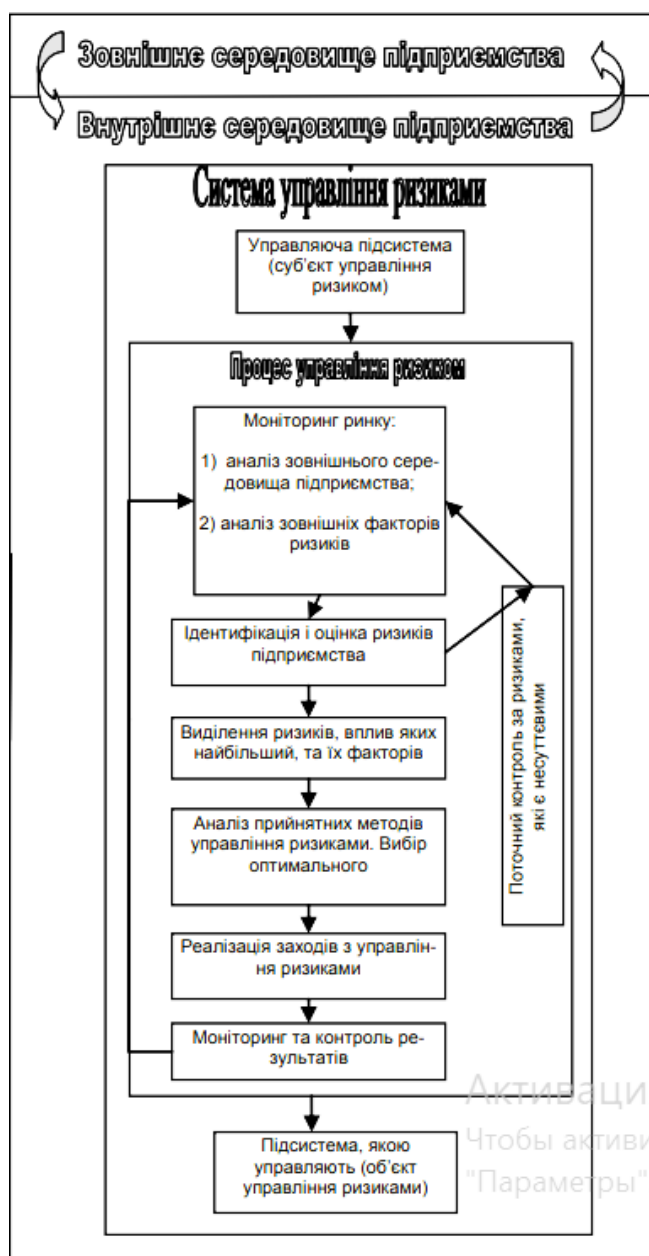 Зовнішнє середовище підприємства
Внутрішнє середовище підприємства
Система управління ризиками
Управляюча підсистема
(суб'єкт управління
ризиком)
Процес управління ризиком
Моніторинг ринку:
1) аналіз зовнішнього сере-
довища підприємства;
2) аналіз зовнішніх факторів
ризиків
Ідентифікація і оцінка ризиків
підприємства
Виділення ризиків, вплив яких
найбільший, та їх факторів
Аналіз прийнятних методів
управління ризиками. Вибір
оптимального
Реалізація заходів з управлін-
ня ризиками
Моніторинг та контроль ре-
зультатів
Поточний контроль за ризиками,
які є несуттєвими
Підсистема, якою
управляють (об'єкт
управління ризиками)
Активаци
Чтобы активи
"Параметры"